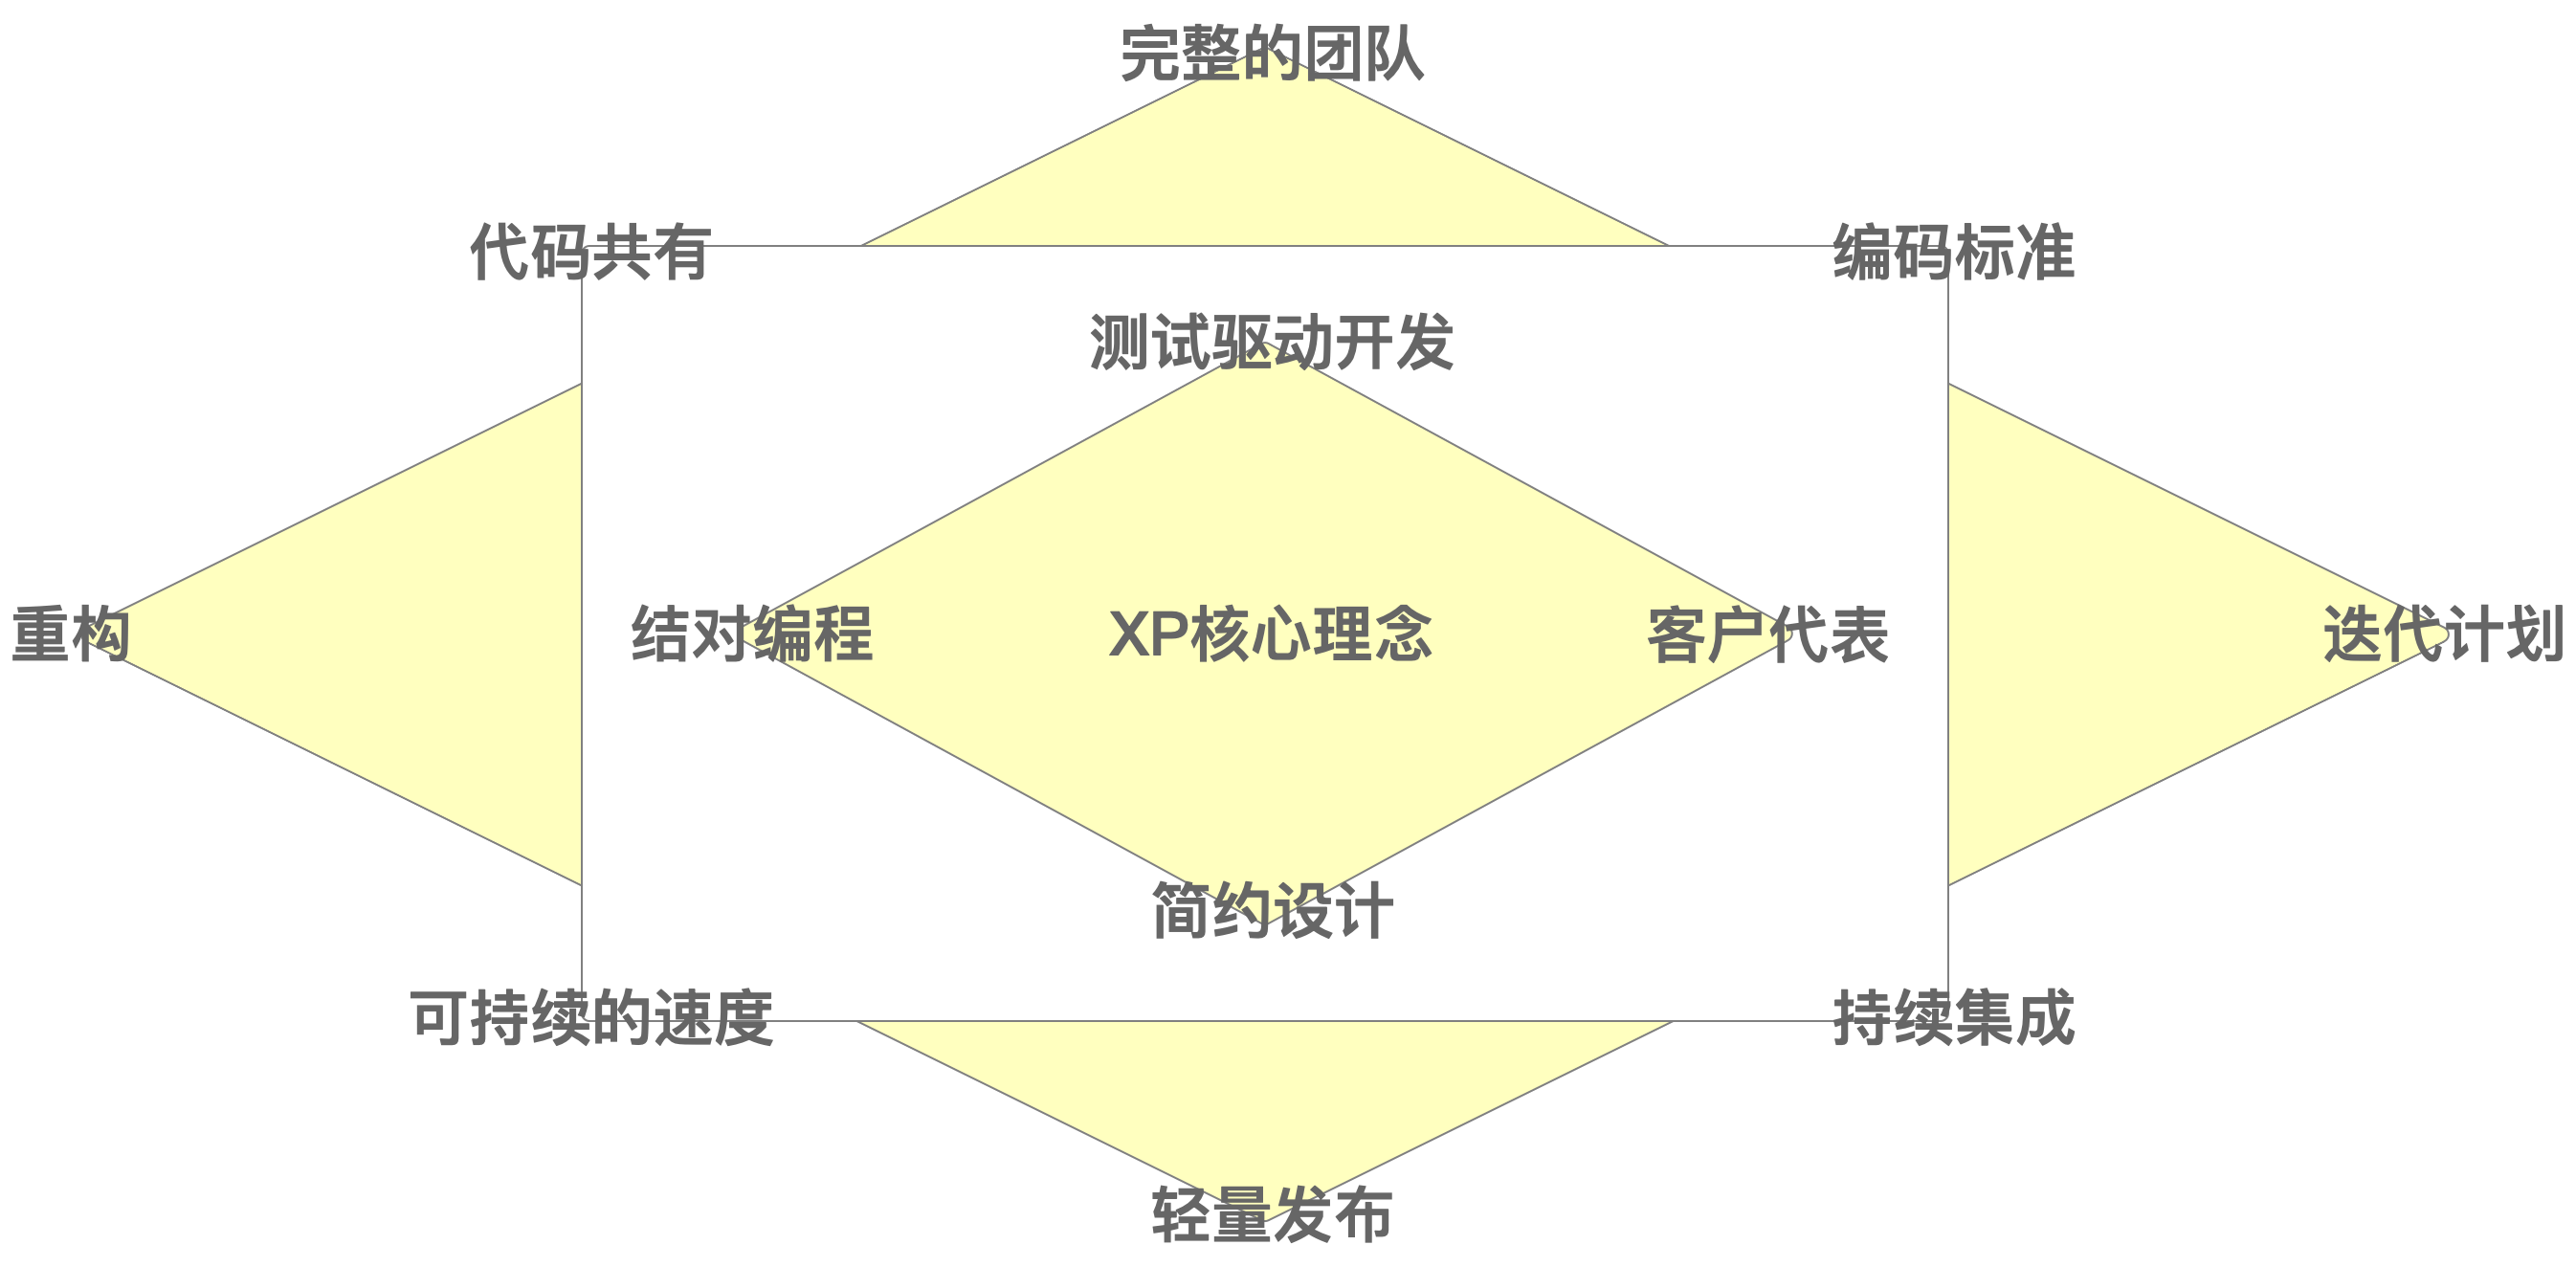 完整的团队
代码共有
编码标准
测试驱动开发
重构
结对编程
XP核心理念
客户代表
迭代计划
简约设计
可持续的速度
持续集成
轻量发布